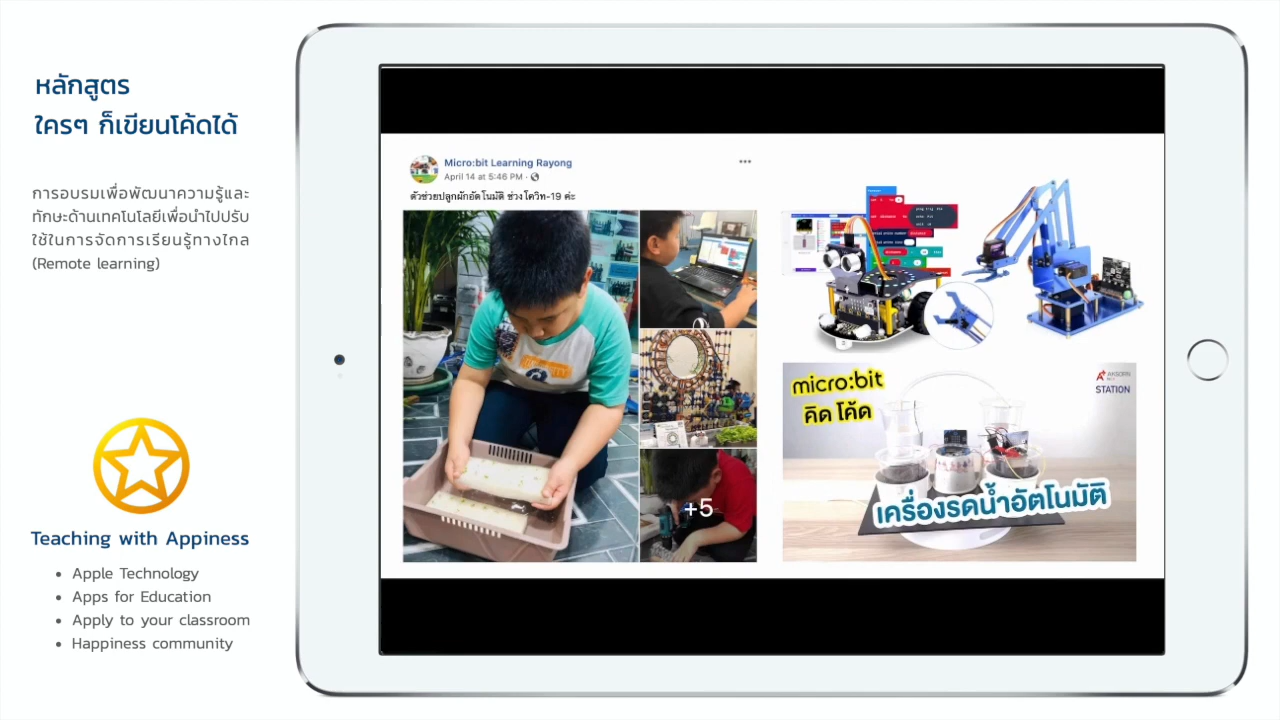 หลักสูตร
ใครๆ ก็เขียนโค้ดได้
การอบรมเพื่อพัฒนาความรู้และ
ทักษะด้านเทคโนโลยีเพื่อนำไปปรับ
ใช้ในการจัดการเรียนรู้ทางไกล
(Remote learning)
Teaching with Appiness
• Apple Technology
• Apps for Education
• Apply to your classroom
• Happiness community
Micro:bit Learning Rayong
April 14 at 5:46 PM ·
ตัวช่วยปลูกผักอัตโนมัติ ช่วงโควิท-19 ค่ะ
+5
micro:bit
คิด โค้ด
STATION
เครื่องรดน้ำอัตโนมัติ